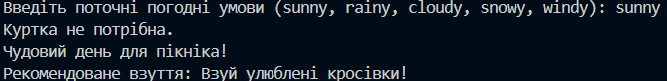 Введіть поточні погодні умови (sunny, rainy, cloudy, snowy, windy): sunny
Куртка не потрібна.
Чудовий день для пікніка!
Рекомендоване взуття: Взуй улюблені кросівки!